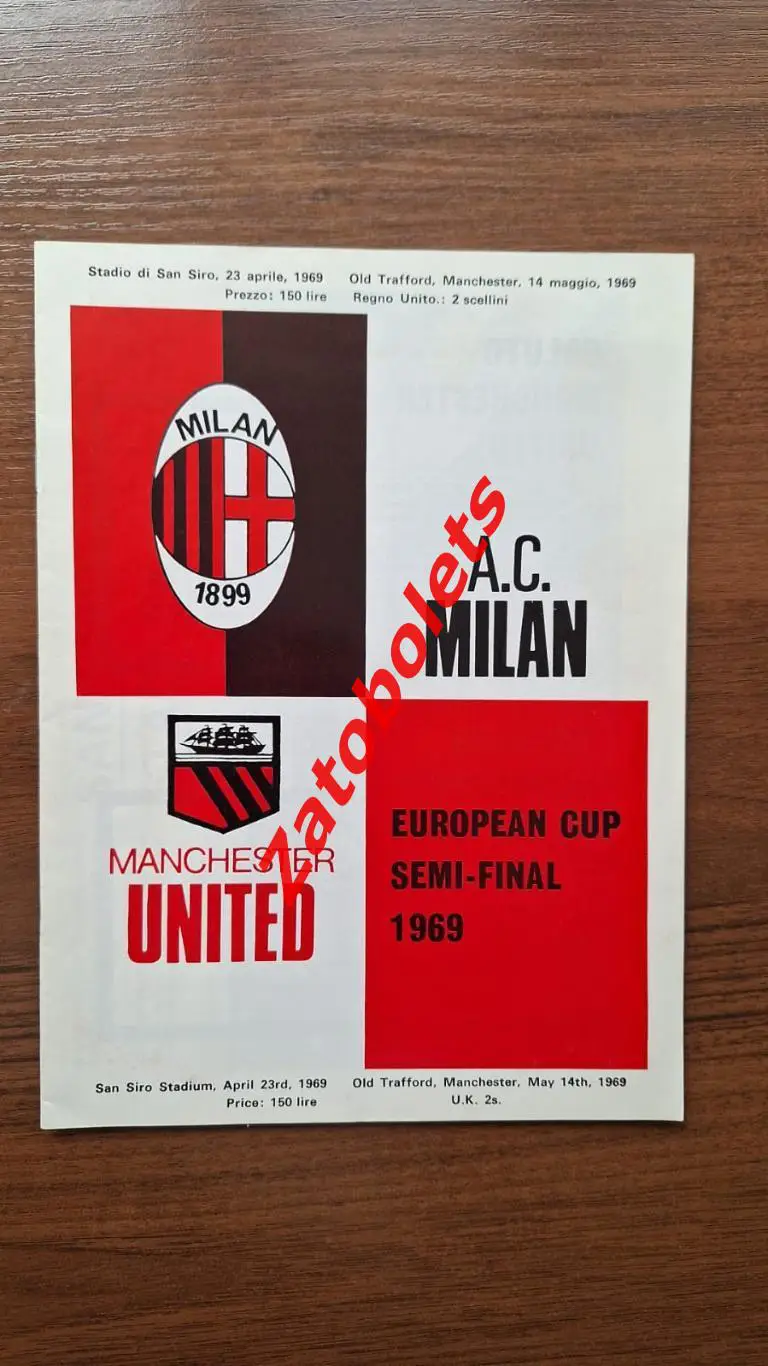 Stadio di San Siro, 23 aprile, 1969
Prezzo: 150 lire
Old Trafford, Manchester, 14 maggio, 1969
Regno Unito.: 2 scellini
MILAN
1899
A.C.
MILAN
MANCHESTER
UNITED
EUROPEAN CUP
SEMI-FINAL
1969
San Siro Stadium, April 23rd, 1969
Price: 150 lire
Old Trafford, Manchester, May 14th, 1969
U.K. 2s.
Zatobolets